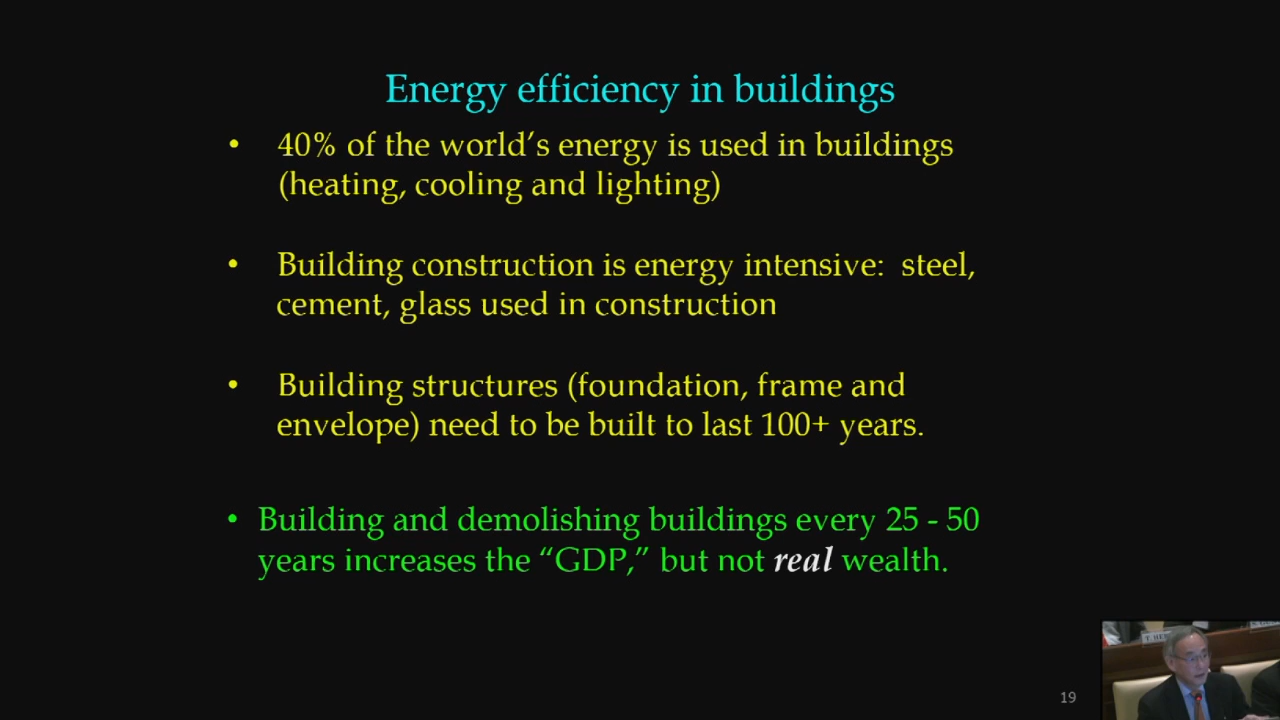 Energy efficiency in buildings
• 40% of the world’s energy is used in buildings
(heating, cooling and lighting)
• Building construction is energy intensive:  steel,
cement, glass used in construction
• Building structures (foundation, frame and
envelope) need to be built to last 100+ years.
• Building and demolishing buildings every 25 - 50
years increases the “GDP,” but not real wealth.
19